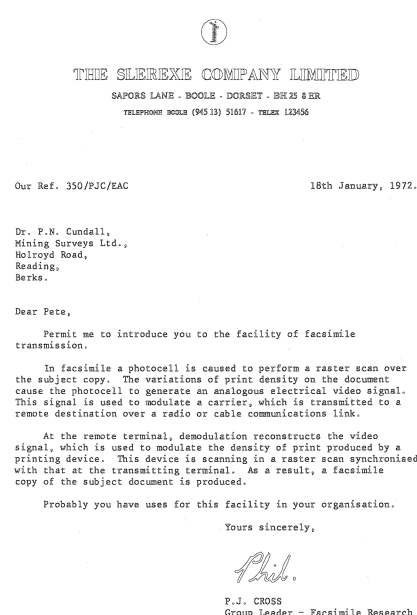 THE SLEREXE COMPANY LIMITED
SAPORS LANE - BOOLE - DORSET - BH 25 8 ER
TELEPHONE BOOLE (945 13) 51617 - TELEX 123456
Our Ref. 350/PJC/EAC 18th January, 1972.
Dr. P.N. Cundall,
Mining Surveys Ltd.,
Holroyd Road,
Reading,
Berks.
Dear Pete,
Permit me to introduce you to the facility of facsimile
transmission.
In facsimile a photocell is caused to perform a raster scan over
the subject copy. The variations of print density on the document
cause the photocell to generate an analogous electrical video signal.
This signal is used to modulate a carrier, which is transmitted to a
remote destination over a radio or cable communications link.
At the remote terminal, demodulation reconstructs the video
signal, which is used to modulate the density of print produced by a
printing device. This device is scanning in a raster scan synchronised
with that at the transmitting terminal. As a result, a facsimile
copy of the subject document is produced.
Probably you have uses for this facility in your organisation.
Yours sincerely,
Phil.
P.J. CROSS
Group Leader - Facsimile Research